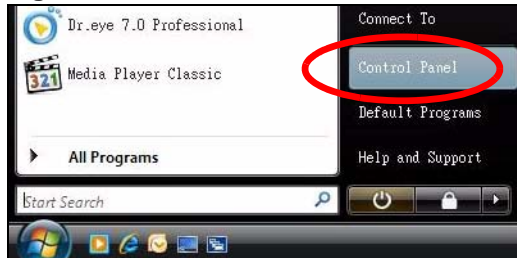 Dr.eye 7.0 Professional
321 Media Player Classic
All Programs
Start Search
Connect To
Control Panel
Default Programs
Help and Support